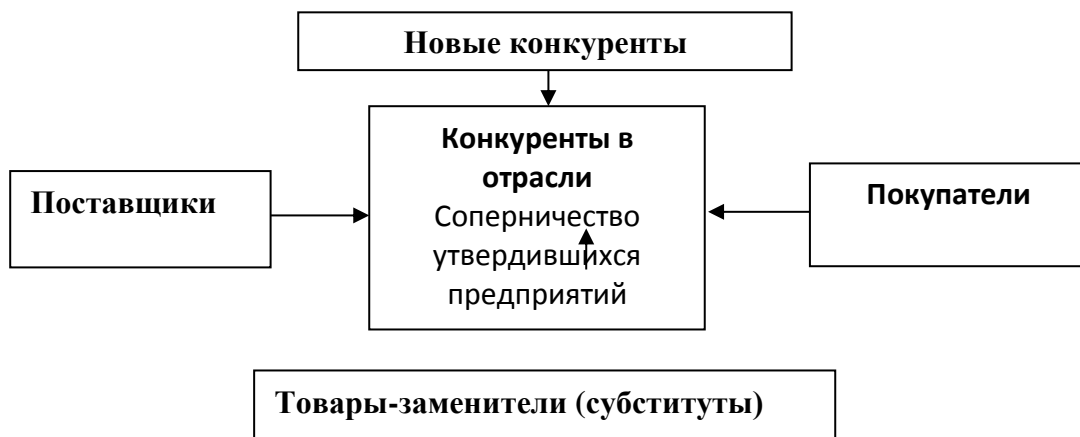 Новые конкуренты
Конкуренты в
отрасли
Соперничество
утвердившихся
предприятий
Поставщики
Покупатели
Товары-заменители (субституты)